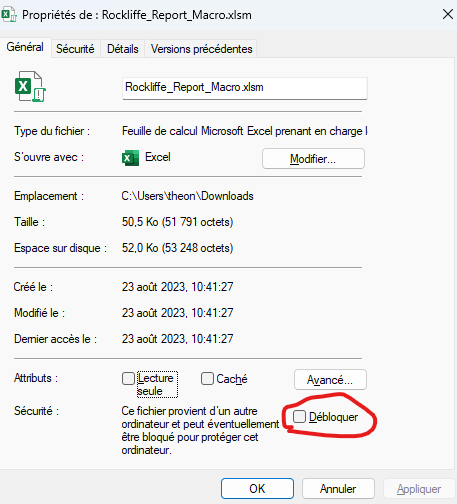 Propriétés de : Rockliffe_Report_Macro.xlsm
Général Sécurité Détails Versions précédentes
Rockliffe_Report_Macro.xlsm
Type du fichier : Feuille de calcul Microsoft Excel prenant en charge l
S'ouvre avec : Excel Modifier...
Emplacement : C:\Users\theon\Downloads
Taille : 50,5 Ko (51 791 octets)
Espace sur disque : 52,0 Ko (53 248 octets)
Créé le : 23 août 2023, 10:41:27
Modifié le : 23 août 2023, 10:41:27
Dernier accès le : 23 août 2023, 10:41:27
Attributs : Lecture seule Caché Avancé...
Sécurité : Ce fichier provient d'un autre
ordinateur et peut éventuellement
être bloqué pour protéger cet
ordinateur.
Débloquer
OK Annuler Appliquer